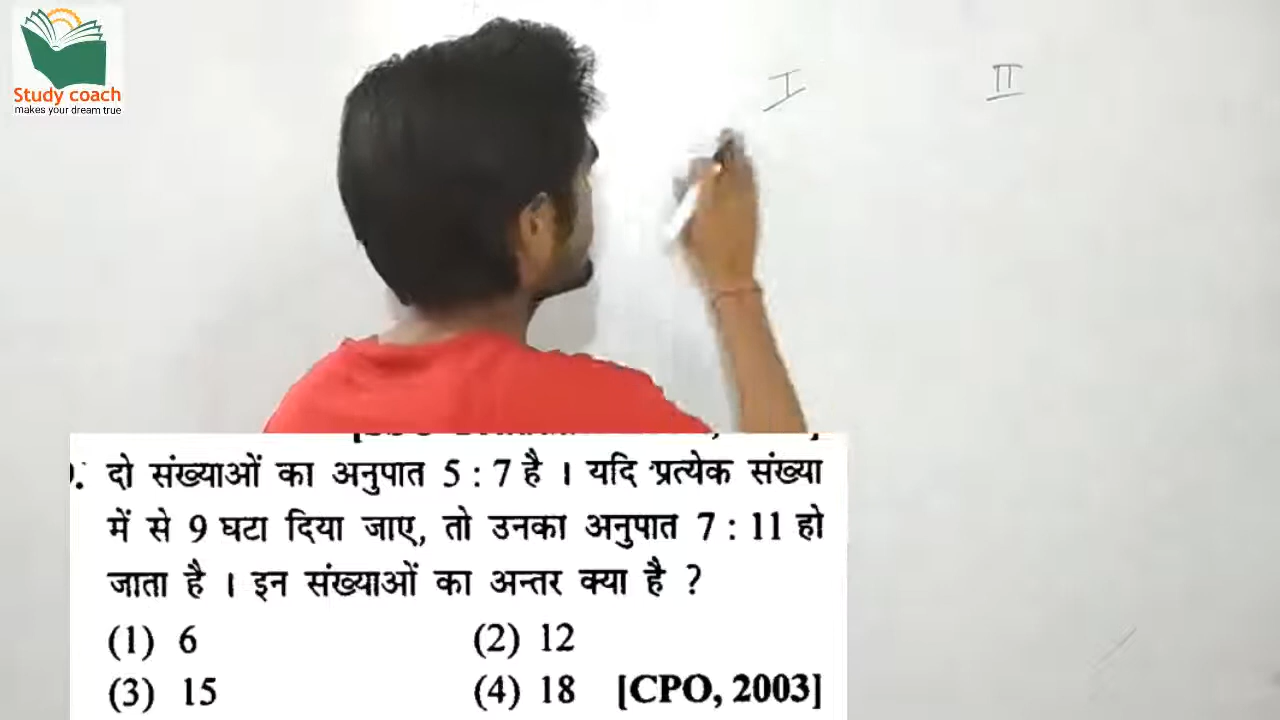 Study coach
makes your dream true
I
II
दो संख्याओं का अनुपात 5 : 7 है । यदि प्रत्येक संख्या
में से 9 घटा दिया जाए, तो उनका अनुपात 7 : 11 हो
जाता है । इन संख्याओं का अन्तर क्या है ?
(1) 6
(2) 12
(3) 15
(4) 18 [CPO, 2003]